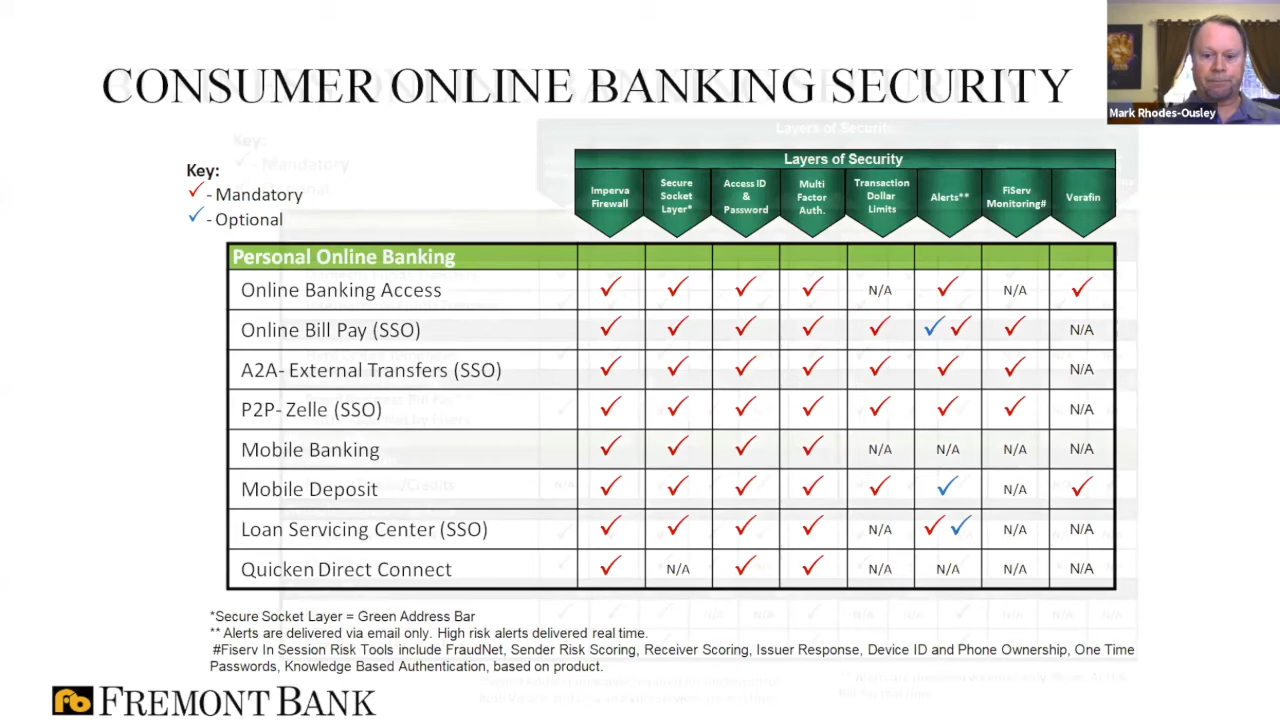 CONSUMER ONLINE BANKING SECURITY
Mark Rhodes-Ousley
Key:
✓- Mandatory
✓- Optional
Layers of Security
Imperva Firewall
Secure Socket Layer*
Access ID & Password
Multi Factor Auth.
Transaction Dollar Limits
Alerts**
FiServ Monitoring#
Verafin
Personal Online Banking
Online Banking Access ✓ ✓ ✓ ✓ N/A ✓ N/A ✓
Online Bill Pay (SSO) ✓ ✓ ✓ ✓ ✓ ✓✓ ✓ N/A
A2A- External Transfers (SSO) ✓ ✓ ✓ ✓ ✓ ✓ ✓ N/A
P2P- Zelle (SSO) ✓ ✓ ✓ ✓ ✓ ✓ ✓ N/A
Mobile Banking ✓ ✓ ✓ ✓ N/A N/A N/A N/A
Mobile Deposit ✓ ✓ ✓ ✓ ✓ ✓ N/A ✓
Loan Servicing Center (SSO) ✓ ✓ ✓ ✓ N/A ✓✓ N/A N/A
Quicken Direct Connect ✓ N/A ✓ ✓ N/A N/A N/A N/A
*Secure Socket Layer = Green Address Bar
** Alerts are delivered via email only. High risk alerts delivered real time.
#Fiserv In Session Risk Tools include FraudNet, Sender Risk Scoring, Receiver Scoring, Issuer Response, Device ID and Phone Ownership, One Time
Passwords, Knowledge Based Authentication, based on product.
FREMONT BANK